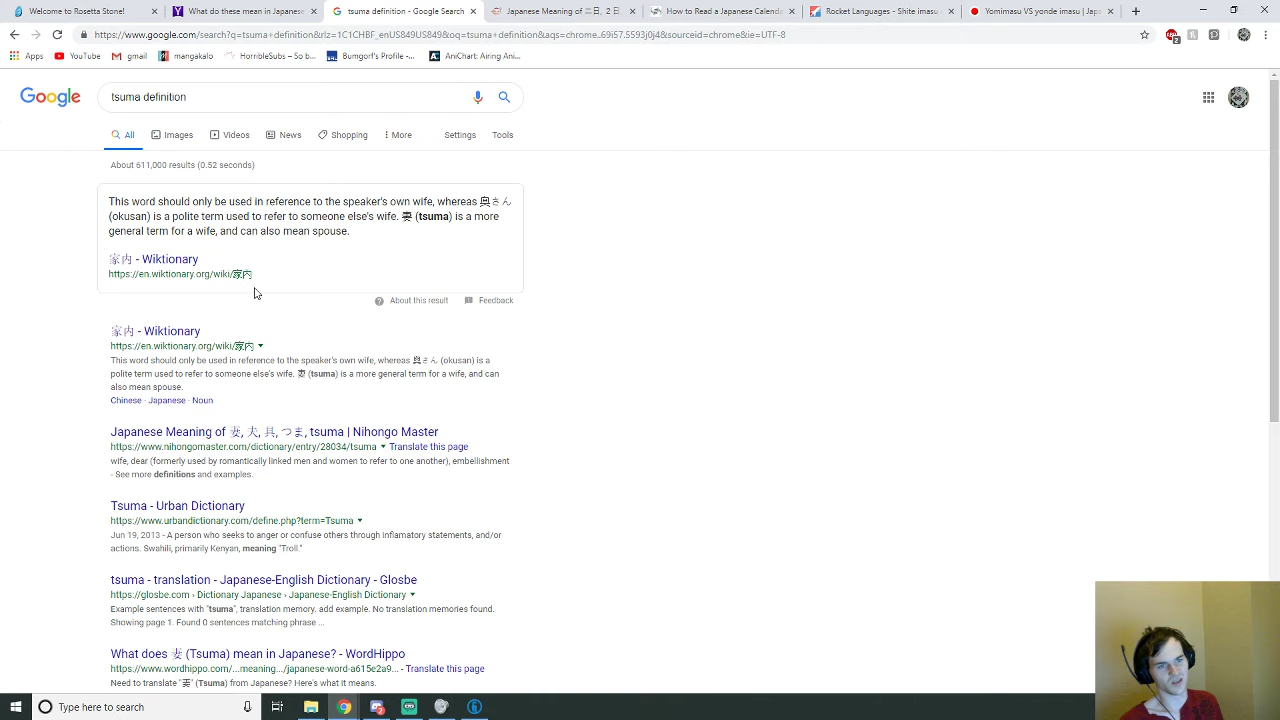 Welcome to Rosetta Stone!
What do these mean in Japanese
tsuma definition - Google Search
Japanese Meaning of 二日, 2日, ふ
How to Read a Japanese Calenda
Rocket Languages - Shite imasu v
Yomimasu VS yonde imasu | Jap
https://www.google.com/search?q=tsuma+definition&rlz=1C1CHBF_enUS849US849&oq=tsuma+definition&aqs=chrome..69i57.5593j0j4&sourceid=chrome&ie=UTF-8
Apps
YouTube
gmail
mangakalo
HorribleSubs – So b...
Bumgorf's Profile -...
AniChart: Airing Ani...
Google
tsuma definition
All
Images
Videos
News
Shopping
More
Settings
Tools
About 611,000 results (0.52 seconds)
This word should only be used in reference to the speaker's own wife, whereas 奥さん
(okusan) is a polite term used to refer to someone else's wife. 妻 (tsuma) is a more
general term for a wife, and can also mean spouse.
家内 - Wiktionary
https://en.wiktionary.org/wiki/家内
About this result
Feedback
家内 - Wiktionary
https://en.wiktionary.org/wiki/家内
This word should only be used in reference to the speaker's own wife, whereas 奥さん (okusan) is a
polite term used to refer to someone else's wife. 妻 (tsuma) is a more general term for a wife, and can
also mean spouse.
Chinese · Japanese · Noun
Japanese Meaning of 妻, 夫, 具, つま, tsuma | Nihongo Master
https://www.nihongomaster.com/dictionary/entry/28034/tsuma
Translate this page
wife, dear (formerly used by romantically linked men and women to refer to one another), embellishment
- See more definitions and examples.
Tsuma - Urban Dictionary
https://www.urbandictionary.com/define.php?term=Tsuma
Jun 19, 2013 - A person who seeks to anger or confuse others through Inflamatory statements, and/or
actions. Swahili, primarily Kenyan, meaning "Troll."
tsuma - translation - Japanese-English Dictionary - Glosbe
https://glosbe.com › Dictionary Japanese › Japanese-English Dictionary
Example sentences with "tsuma", translation memory. add example. No translation memories found.
Showing page 1. Found 0 sentences matching phrase ...
What does 妻 (Tsuma) mean in Japanese? - WordHippo
https://www.wordhippo.com/...meaning.../japanese-word-a615e2a9...
- Translate this page
Need to translate "妻" (Tsuma) from Japanese? Here's what it means.
Type here to search